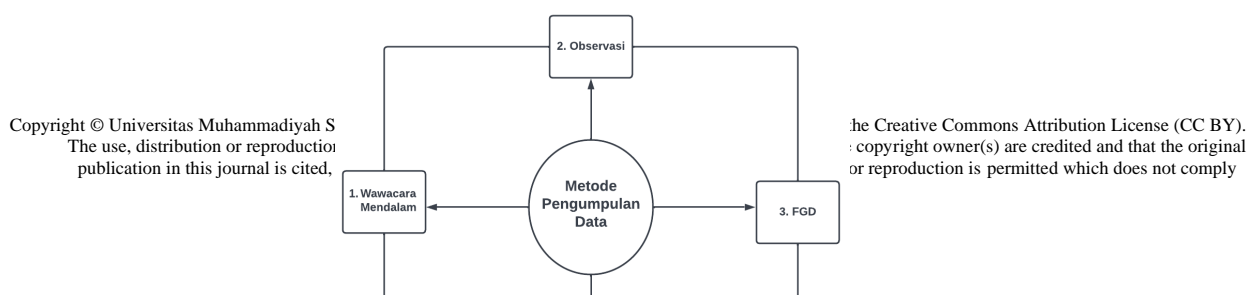 2. Observasi
Copyright © Universitas Muhammadiyah S
he Creative Commons Attribution License (CC BY).
The use, distribution or reproduction
copyright owner(s) are credited and that the original
publication in this journal is cited,
or reproduction is permitted which does not comply
1. Wawacara
Mendalam
Metode
Pengumpulan
Data
3. FGD